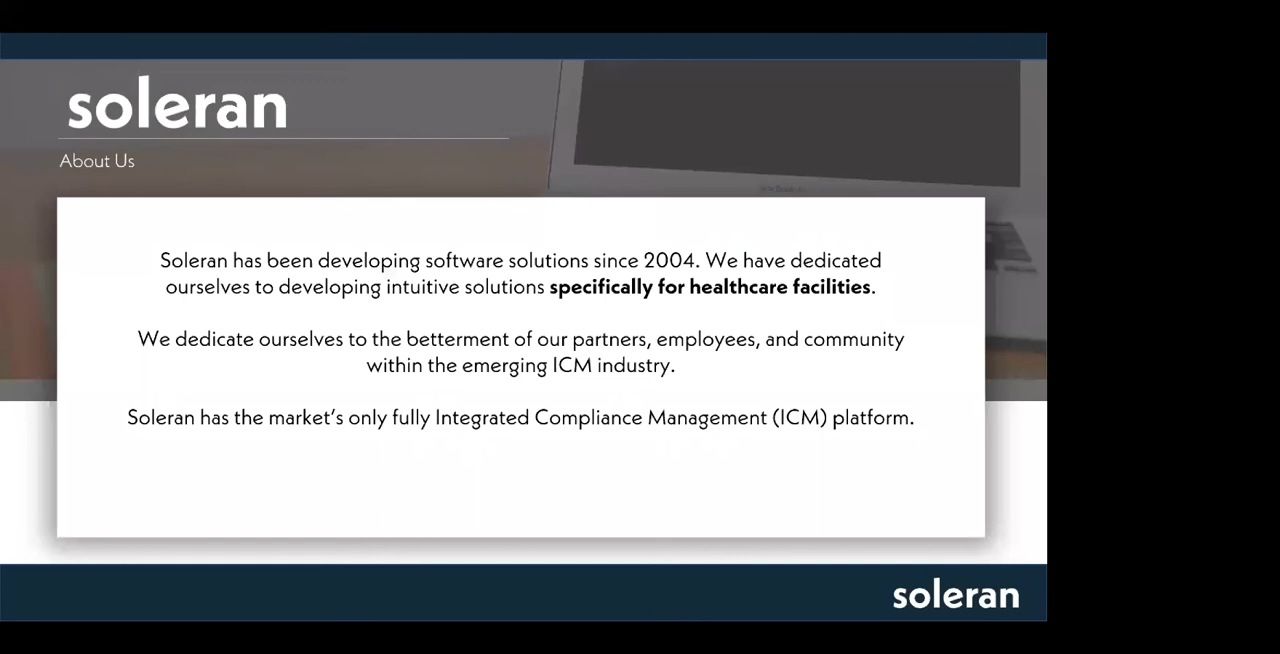 soleran
About Us
Soleran has been developing software solutions since 2004. We have dedicated
ourselves to developing intuitive solutions specifically for healthcare facilities.
We dedicate ourselves to the betterment of our partners, employees, and community
within the emerging ICM industry.
Soleran has the market's only fully Integrated Compliance Management (ICM) platform.
soleran